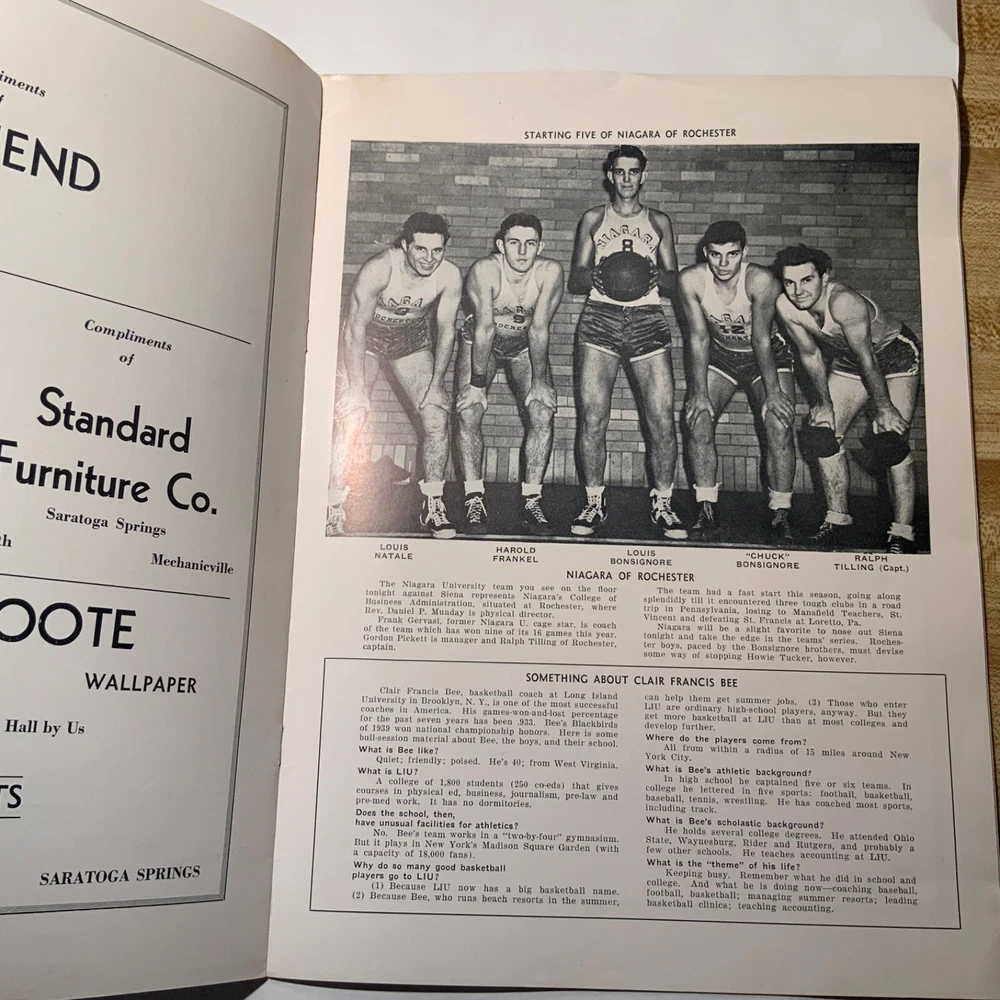 Compliments
of
Standard
Furniture Co.
Saratoga Springs
Mechanicville
WALLPAPER
Hall by Us
SARATOGA SPRINGS
STARTING FIVE OF NIAGARA OF ROCHESTER
NIAGARA
8
LOUIS
NATALE
HAROLD
FRANKEL
LOUIS
BONSIGNORE
"CHUCK"
BONSIGNORE
RALPH
TILLING (Capt.)
NIAGARA OF ROCHESTER
The Niagara University team you see on the floor
tonight against Siena represents Niagara's College of
Business Administration, situated at Rochester, where
Rev. Daniel P. Munday is physical director.
Frank Gervasi, former Niagara U. cage star, is coach
of the team which has won nine of its 16 games this year.
Gordon Pickett is manager and Ralph Tilling of Rochester,
captain.
The team had a fast start this season, going along
splendidly till it encountered three tough clubs in a road
trip in Pennsylvania, losing to Mansfield Teachers, St.
Vincent and defeating St. Francis at Loretto, Pa.
Niagara will be a slight favorite to nose out Siena
tonight and take the edge in the teams' series. Roches-
ter boys, paced by the Bonsignore brothers, must devise
some way of stopping Howie Tucker, however.
SOMETHING ABOUT CLAIR FRANCIS BEE
Clair Francis Bee, basketball coach at Long Island
University in Brooklyn, N. Y., is one of the most successful
coaches in America. His games-won-and-lost percentage
for the past seven years has been .933. Bee's Blackbirds
of 1939 won national championship honors. Here is some
bull-session material about Bee, the boys, and their school.
What is Bee like?
Quiet; friendly; poised. He's 40; from West Virginia.
What is LIU?
A college of 1,800 students (250 co-eds) that gives
courses in physical ed, business, journalism, pre-law and
pre-med work. It has no dormitories.
Does the school, then,
have unusual facilities for athletics?
No. Bee's team works in a "two-by-four" gymnasium.
But it plays in New York's Madison Square Garden (with
a capacity of 18,000 fans).
Why do so many good basketball
players go to LIU?
(1) Because LIU now has a big basketball name.
(2) Because Bee, who runs beach resorts in the summer,
can help them get summer jobs. (3) Those who enter
LIU are ordinary high-school players, anyway. But they
get more basketball at LIU than at most colleges and
develop further.
Where do the players come from?
All from within a radius of 15 miles around New
York City.
What is Bee's athletic background?
In high school he captained five or six teams. In
college he lettered in five sports: football, basketball,
baseball, tennis, wrestling. He has coached most sports,
including track.
What is Bee's scholastic background?
He holds several college degrees. He attended Ohio
State, Waynesburg, Rider and Rutgers, and probably a
few other schools. He teaches accounting at LIU.
What is the "theme" of his life?
Keeping busy. Remember what he did in school and
college. And what he is doing now—coaching baseball,
football, basketball; managing summer resorts; leading
basketball clinics; teaching accounting.